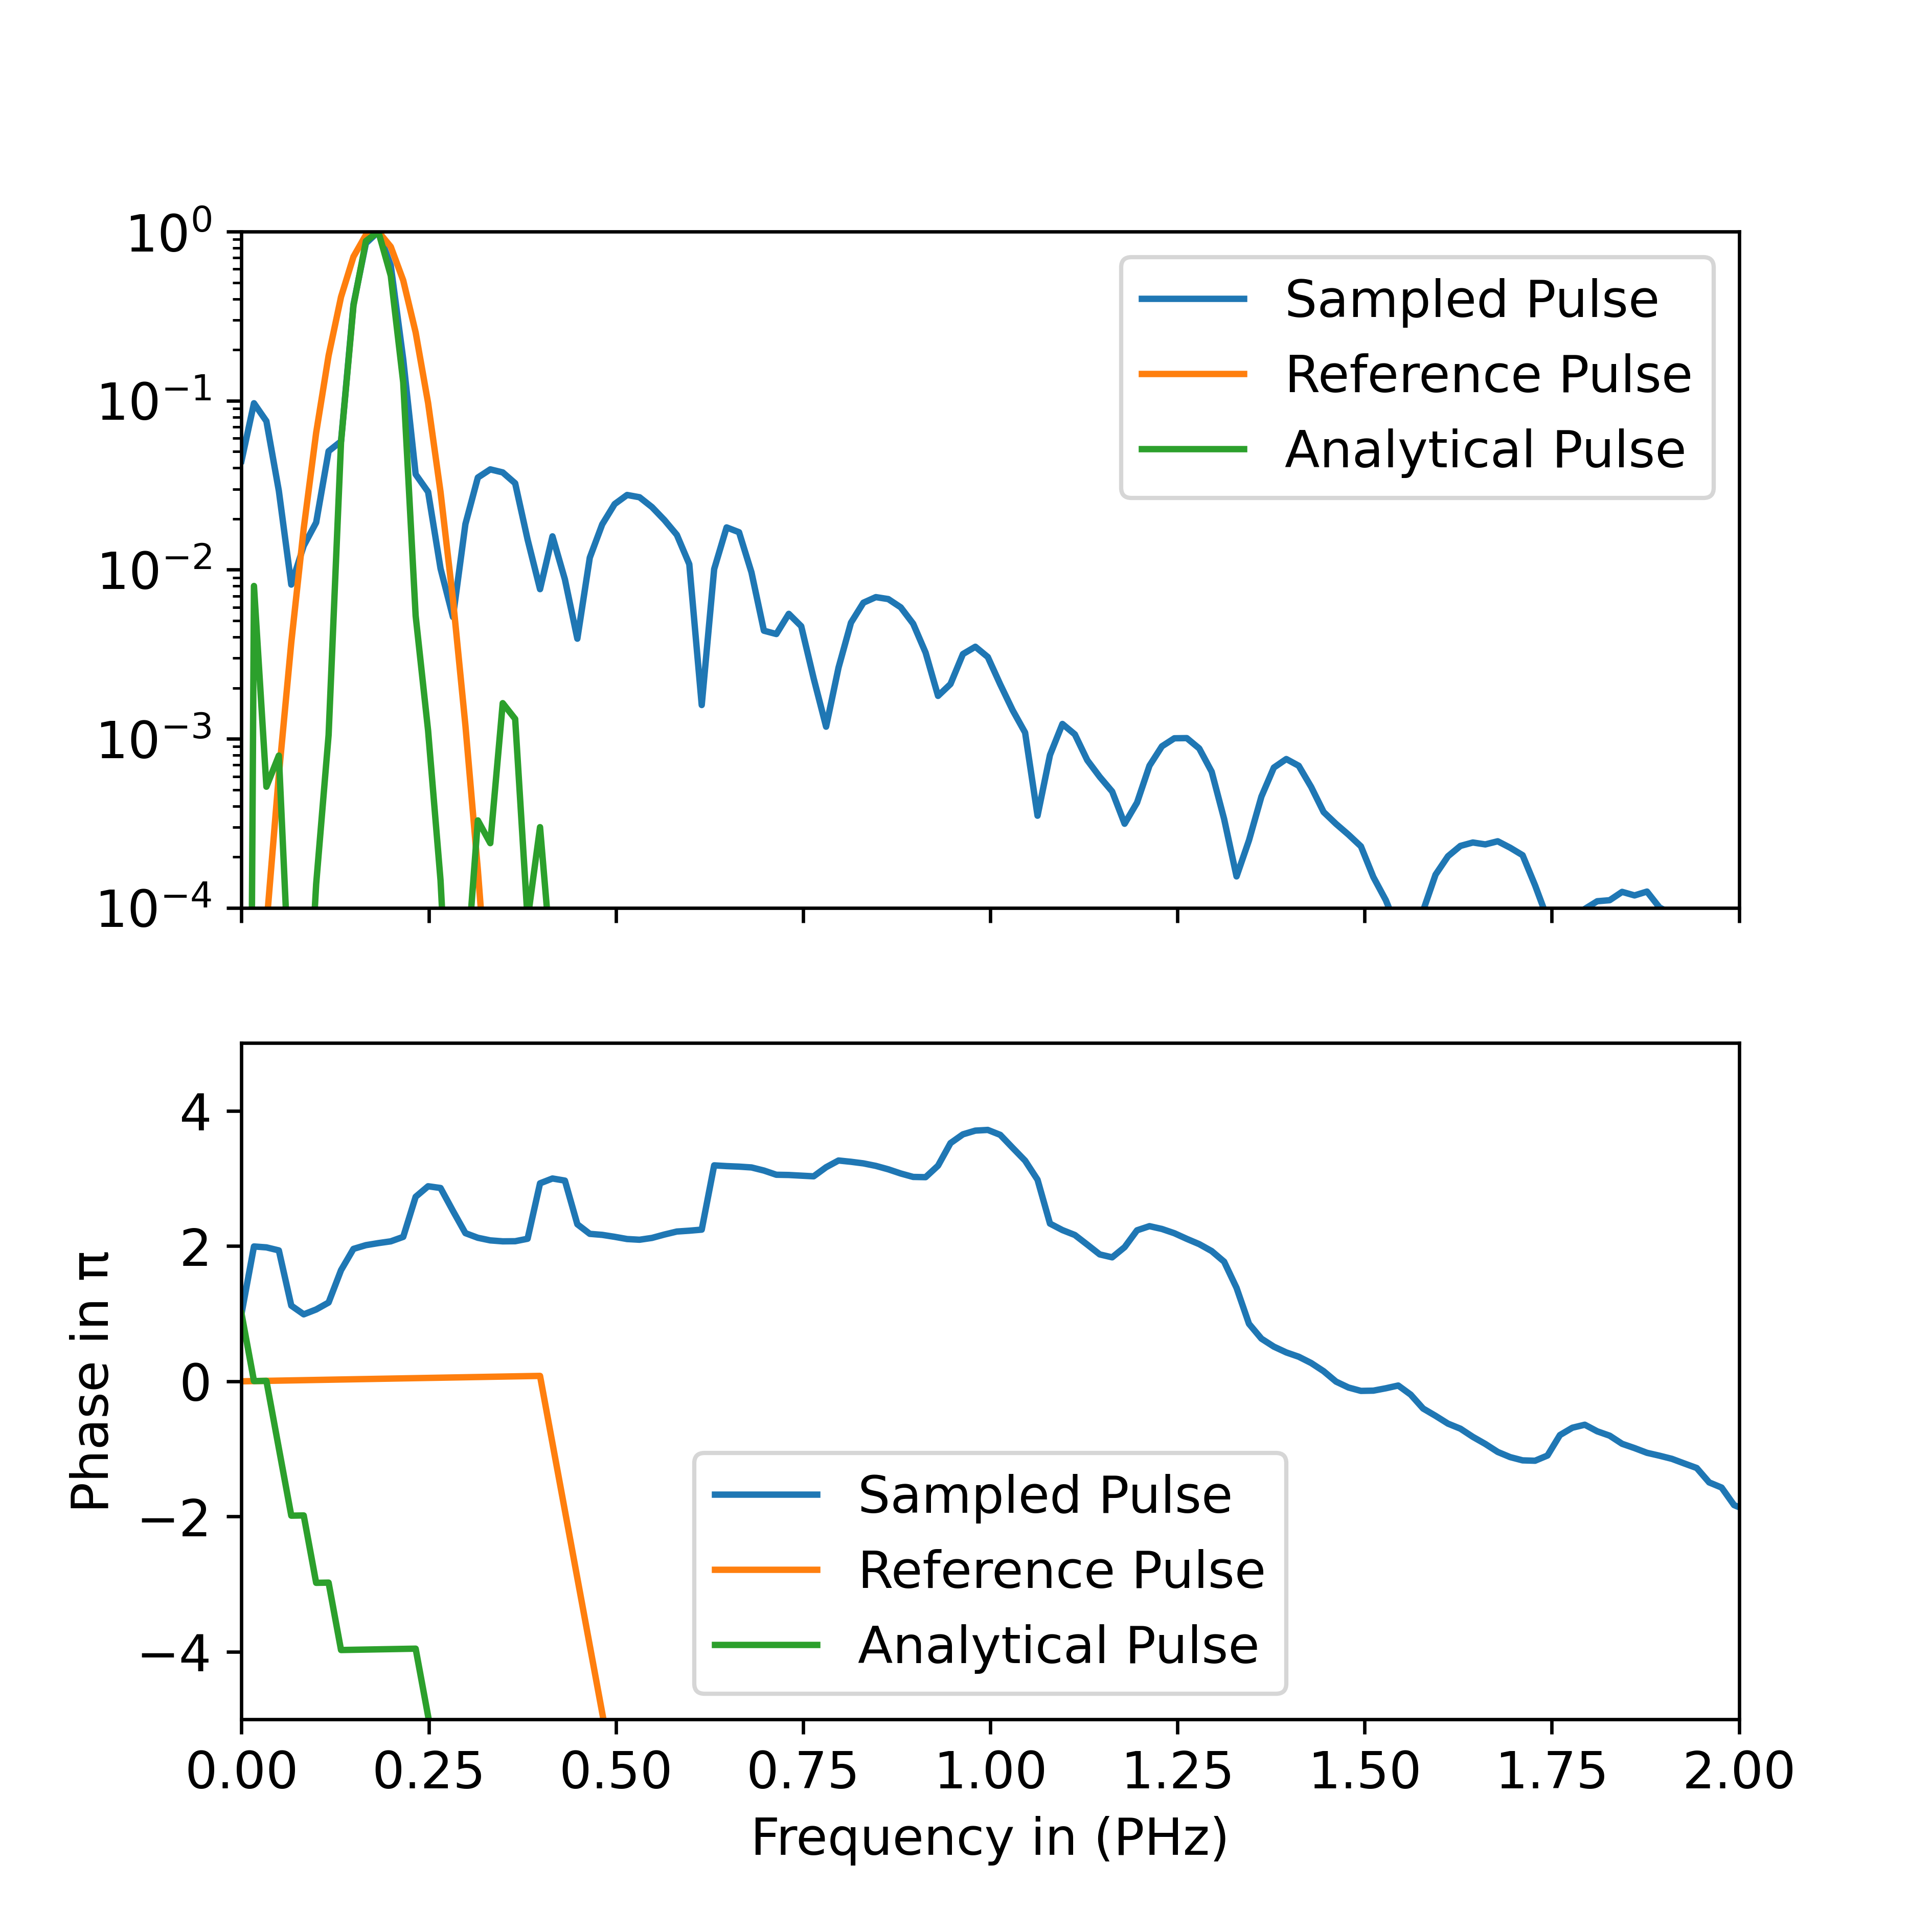 10⁰
10⁻¹
10⁻²
10⁻³
10⁻⁴
Sampled Pulse
Reference Pulse
Analytical Pulse
Phase in π
4
2
0
−2
−4
Sampled Pulse
Reference Pulse
Analytical Pulse
0.00 0.25 0.50 0.75 1.00 1.25 1.50 1.75 2.00
Frequency in (PHz)